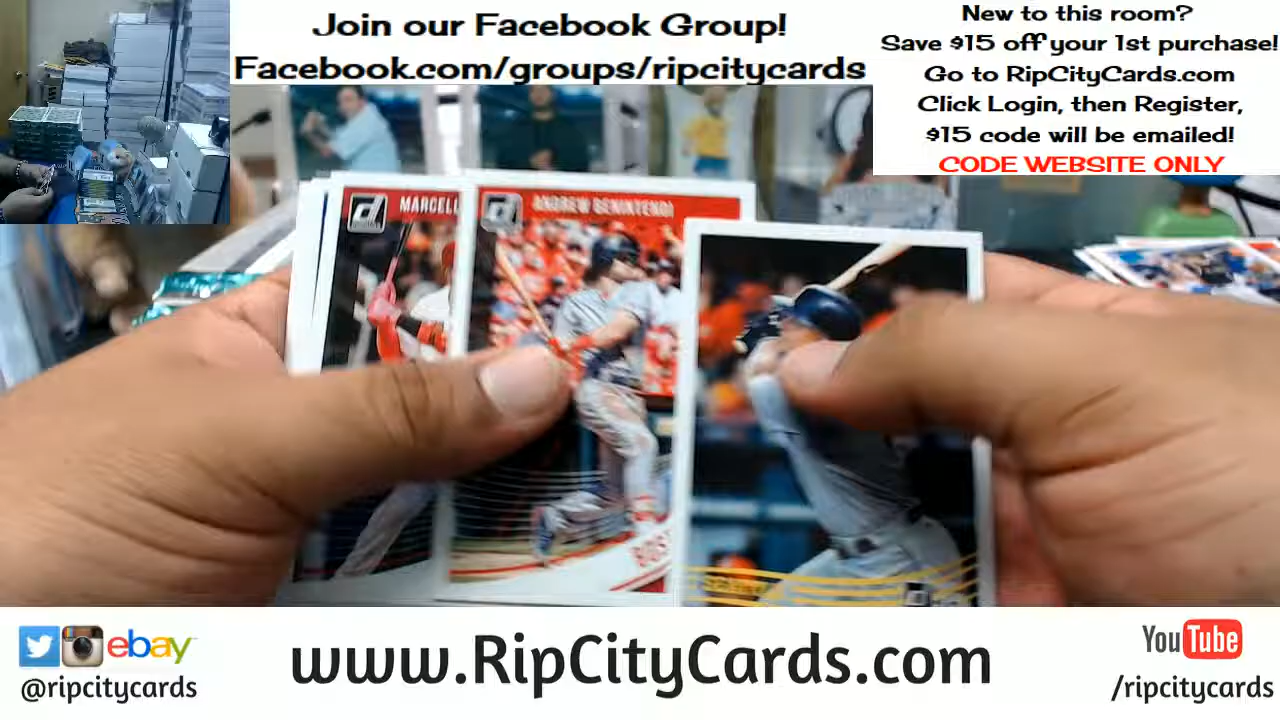 Join our Facebook Group!
Facebook.com/groups/ripcitycards
New to this room?
Save $15 off your 1st purchase!
Go to RipCityCards.com
Click Login, then Register,
$15 code will be emailed!
CODE WEBSITE ONLY
MARCELL
ANDREW BENINTENDI
BOS
ebay
@ripcitycards
www.RipCityCards.com
YouTube
/ripcitycards